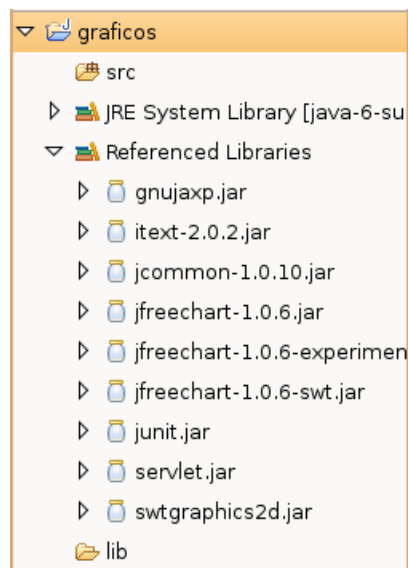 graficos
src
JRE System Library [java-6-su
Referenced Libraries
gnujaxp.jar
itext-2.0.2.jar
jcommon-1.0.10.jar
jfreechart-1.0.6.jar
jfreechart-1.0.6-experimen
jfreechart-1.0.6-swt.jar
junit.jar
servlet.jar
swtgraphics2d.jar
lib